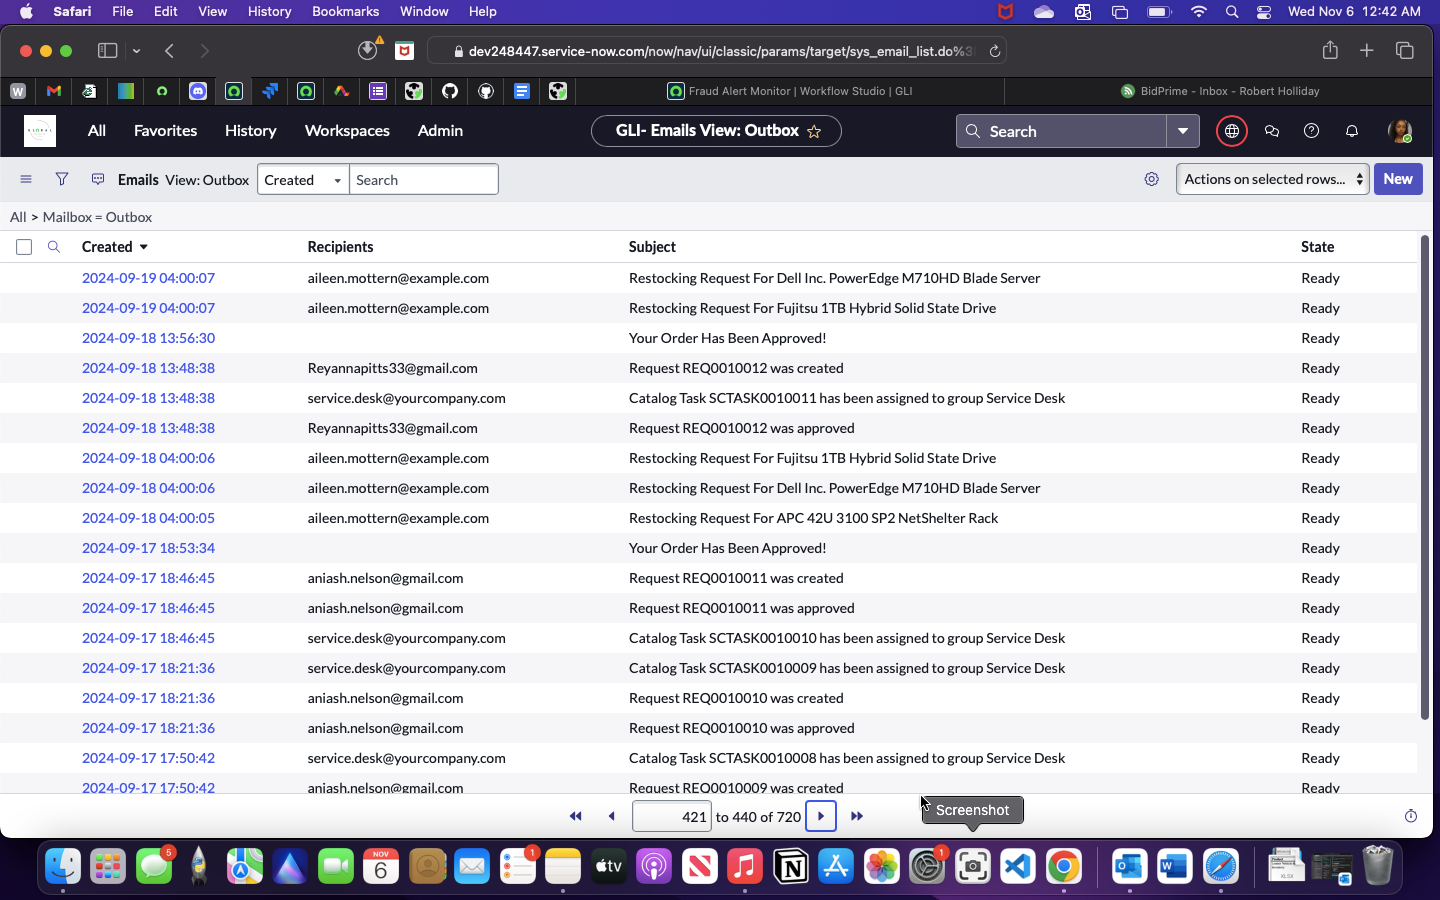 Safari File Edit View History Bookmarks Window Help Wed Nov 6 12:42 AM
dev248447.service-now.com/now/nav/ui/classic/params/target/sys_email_list.do%3
Fraud Alert Monitor | Workflow Studio | GLI BidPrime - Inbox - Robert Holliday
All Favorites History Workspaces Admin GLI- Emails View: Outbox Search
Emails View: Outbox Created Search Actions on selected rows... New
All > Mailbox = Outbox
Created Recipients Subject State
2024-09-19 04:00:07 aileen.mottern@example.com Restocking Request For Dell Inc. PowerEdge M710HD Blade Server Ready
2024-09-19 04:00:07 aileen.mottern@example.com Restocking Request For Fujitsu 1TB Hybrid Solid State Drive Ready
2024-09-18 13:56:30 Your Order Has Been Approved! Ready
2024-09-18 13:48:38 Reyannapitts33@gmail.com Request REQ0010012 was created Ready
2024-09-18 13:48:38 service.desk@yourcompany.com Catalog Task SCTASK0010011 has been assigned to group Service Desk Ready
2024-09-18 13:48:38 Reyannapitts33@gmail.com Request REQ0010012 was approved Ready
2024-09-18 04:00:06 aileen.mottern@example.com Restocking Request For Fujitsu 1TB Hybrid Solid State Drive Ready
2024-09-18 04:00:06 aileen.mottern@example.com Restocking Request For Dell Inc. PowerEdge M710HD Blade Server Ready
2024-09-18 04:00:05 aileen.mottern@example.com Restocking Request For APC 42U 3100 SP2 NetShelter Rack Ready
2024-09-17 18:53:34 Your Order Has Been Approved! Ready
2024-09-17 18:46:45 aniash.nelson@gmail.com Request REQ0010011 was created Ready
2024-09-17 18:46:45 aniash.nelson@gmail.com Request REQ0010011 was approved Ready
2024-09-17 18:46:45 service.desk@yourcompany.com Catalog Task SCTASK0010010 has been assigned to group Service Desk Ready
2024-09-17 18:21:36 service.desk@yourcompany.com Catalog Task SCTASK0010009 has been assigned to group Service Desk Ready
2024-09-17 18:21:36 aniash.nelson@gmail.com Request REQ0010010 was created Ready
2024-09-17 18:21:36 aniash.nelson@gmail.com Request REQ0010010 was approved Ready
2024-09-17 17:50:42 service.desk@yourcompany.com Catalog Task SCTASK0010008 has been assigned to group Service Desk Ready
2024-09-17 17:50:42 aniash.nelson@gmail.com Request REQ0010009 was created Ready
421 to 440 of 720
Screenshot
5 NOV 6 1 tv 1